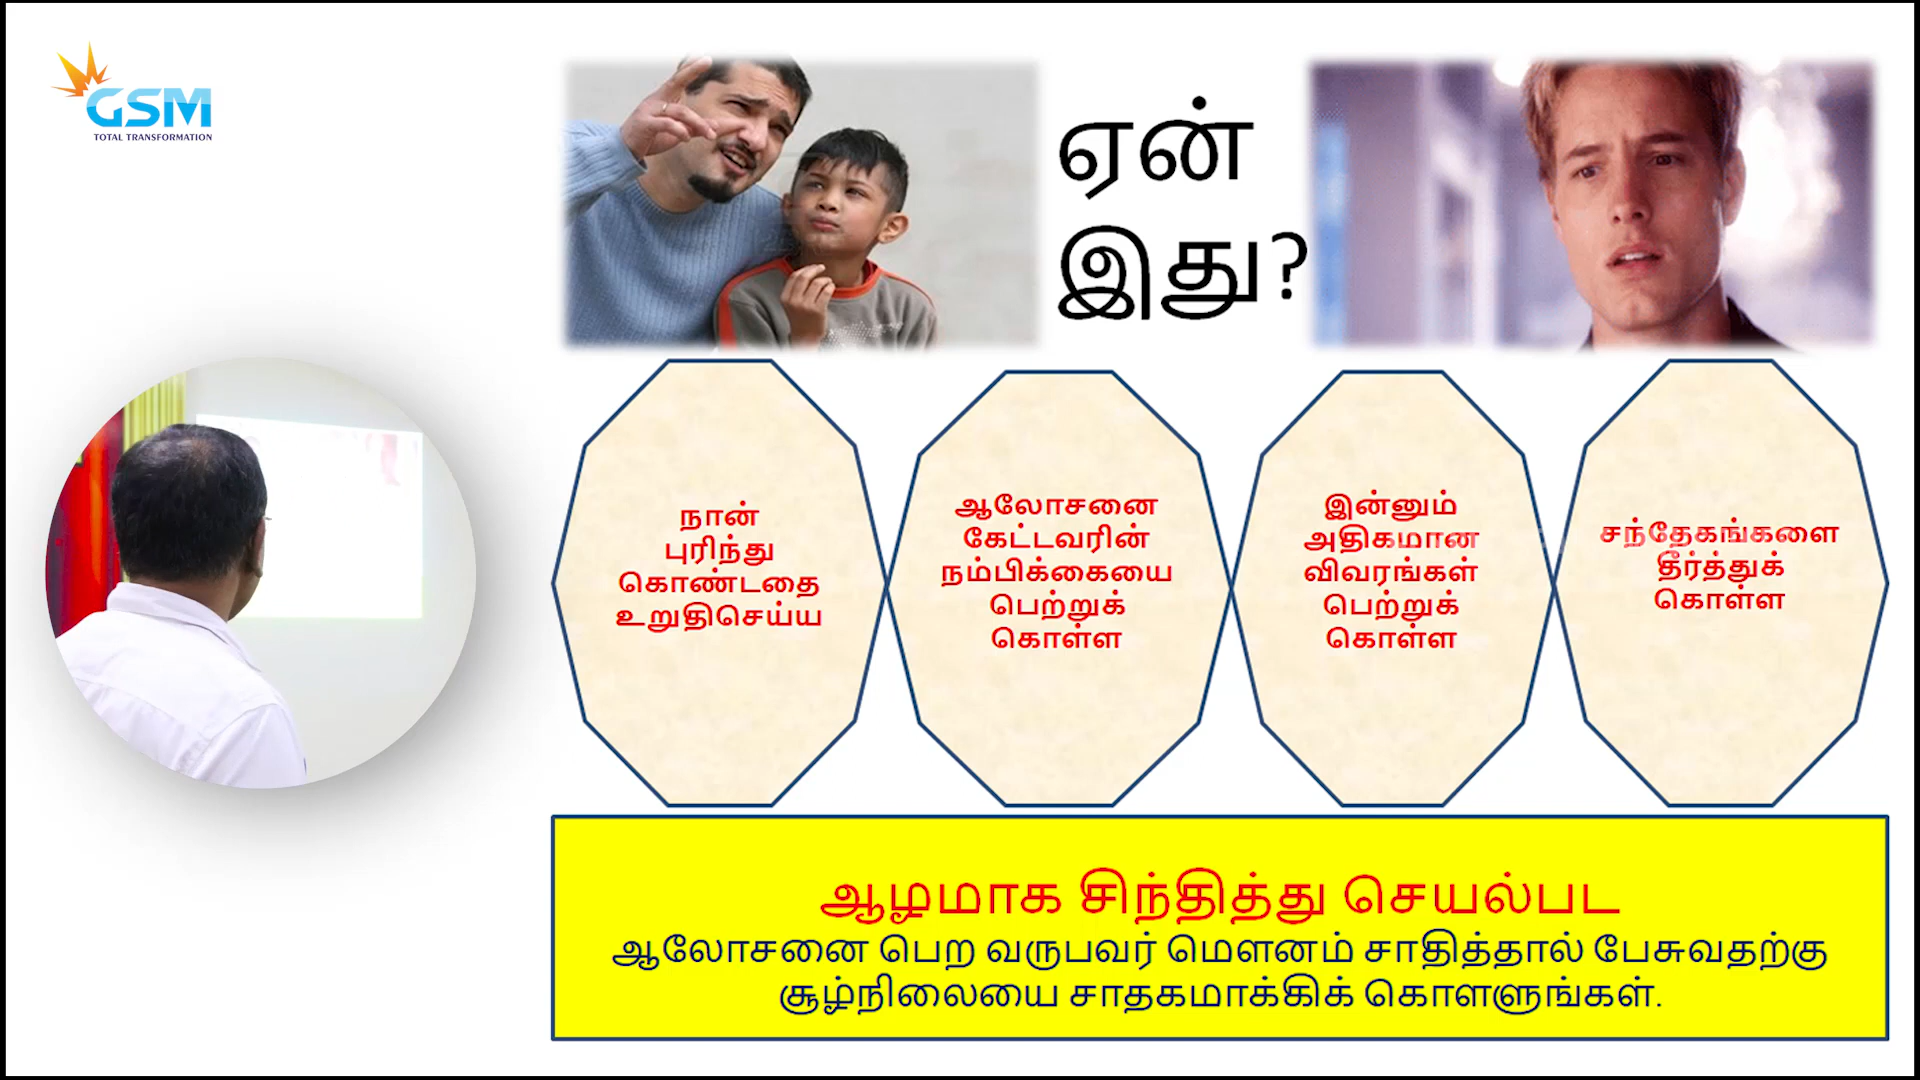 GSM
TOTAL TRANSFORMATION
ஏன்
இது?
நான்
புரிந்து
கொண்டதை
உறுதிசெய்ய
ஆலோசனை
கேட்டவரின்
நம்பிக்கையை
பெற்றுக்
கொள்ள
இன்னும்
அதிகமான
விவரங்கள்
பெற்றுக்
கொள்ள
சந்தேகங்களை
தீர்த்துக்
கொள்ள
ஆழமாக சிந்தித்து செயல்பட
ஆலோசனை பெற வருபவர் மௌனம் சாதித்தால் பேசுவதற்கு
சூழ்நிலையை சாதகமாக்கிக் கொளளுங்கள்.